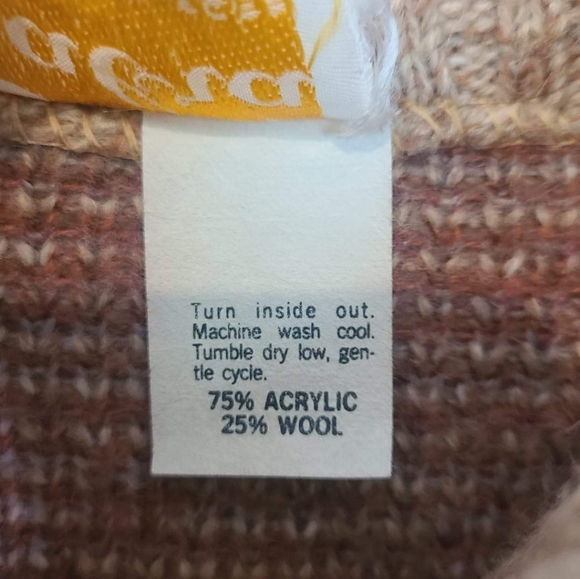 Turn inside out.
Machine wash cool.
Tumble dry low, gen-
tle cycle.
75% ACRYLIC
25% WOOL